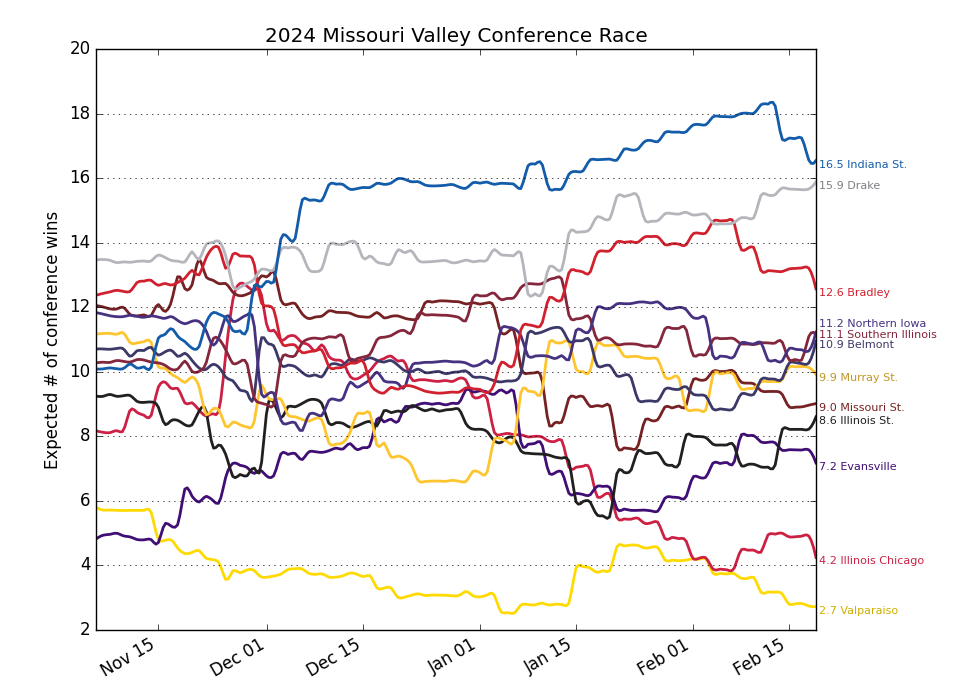 2024 Missouri Valley Conference Race
Expected # of conference wins
20
18
16
14
12
10
8
6
4
2
16.5 Indiana St.
15.9 Drake
12.6 Bradley
11.5 Northern Iowa
11.1 Southern Illinois
10.9 Belmont
9.9 Murray St.
9.0 Missouri St.
8.6 Illinois St.
7.2 Evansville
4.2 Illinois Chicago
2.7 Valparaiso
Nov 15
Dec 01
Dec 15
Jan 01
Jan 15
Feb 01
Feb 15